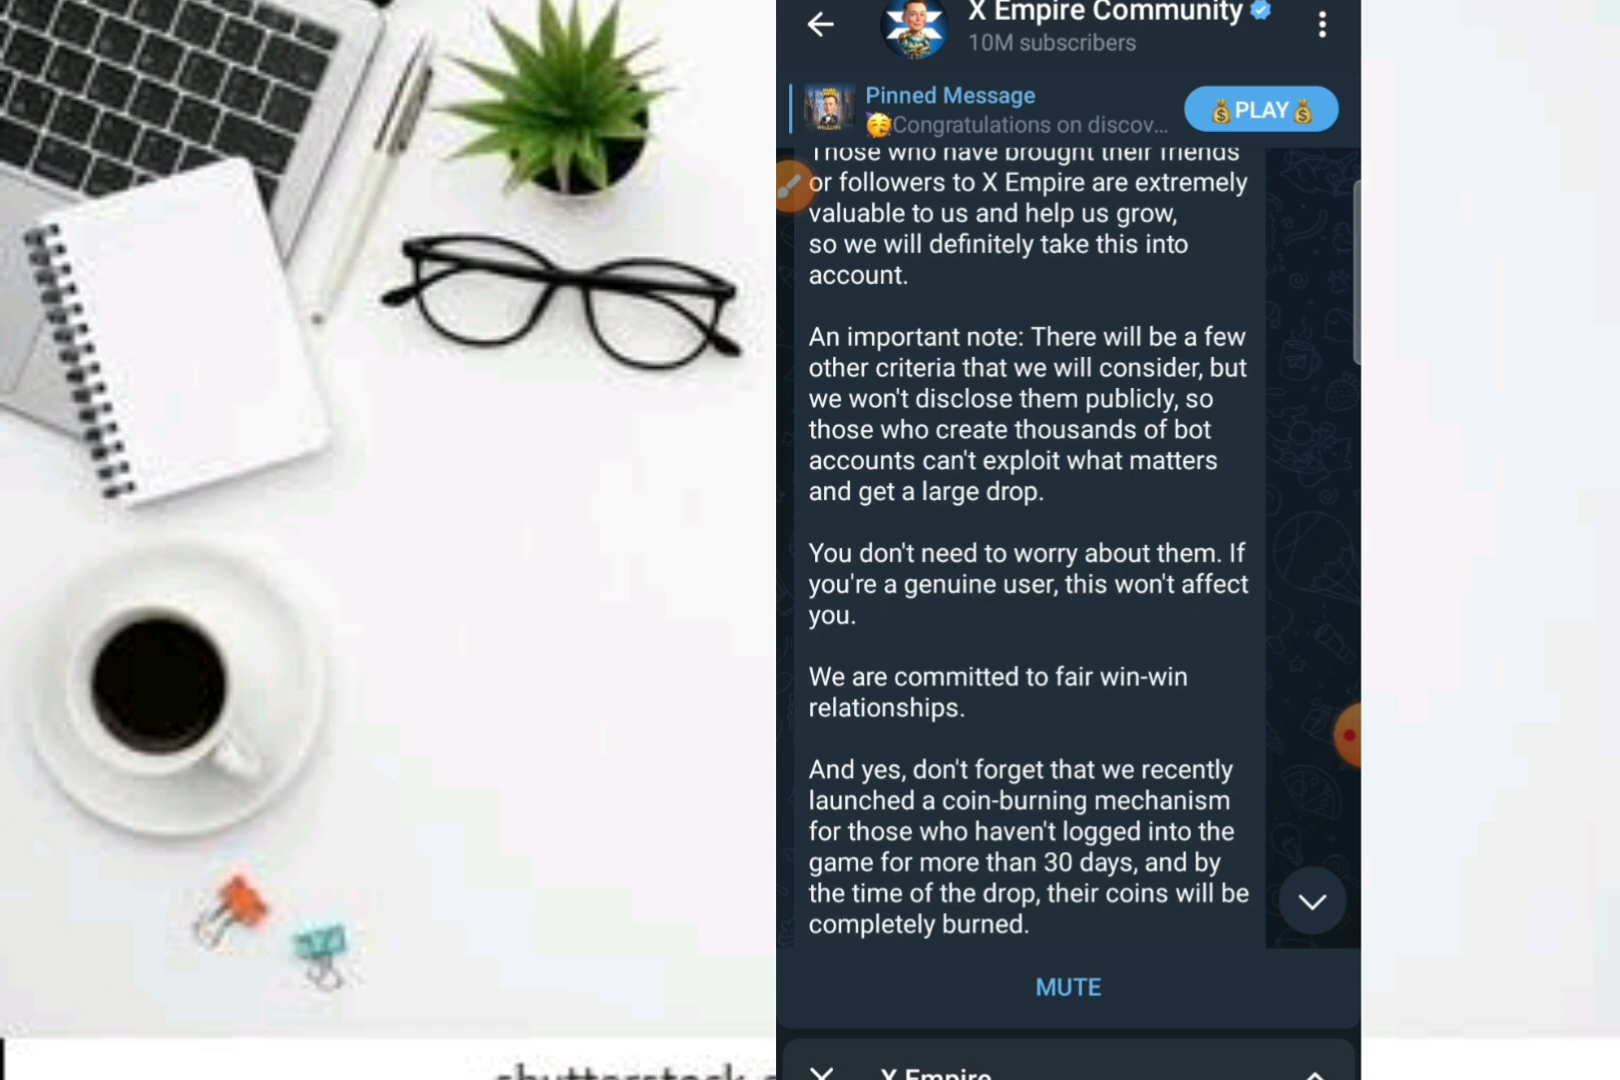 X Empire Community
10M subscribers
Pinned Message
🥳Congratulations on discov...
💰PLAY💰
Those who have brought their friends
or followers to X Empire are extremely
valuable to us and help us grow,
so we will definitely take this into
account.
An important note: There will be a few
other criteria that we will consider, but
we won't disclose them publicly, so
those who create thousands of bot
accounts can't exploit what matters
and get a large drop.
You don't need to worry about them. If
you're a genuine user, this won't affect
you.
We are committed to fair win-win
relationships.
And yes, don't forget that we recently
launched a coin-burning mechanism
for those who haven't logged into the
game for more than 30 days, and by
the time of the drop, their coins will be
completely burned.
MUTE
X Empire